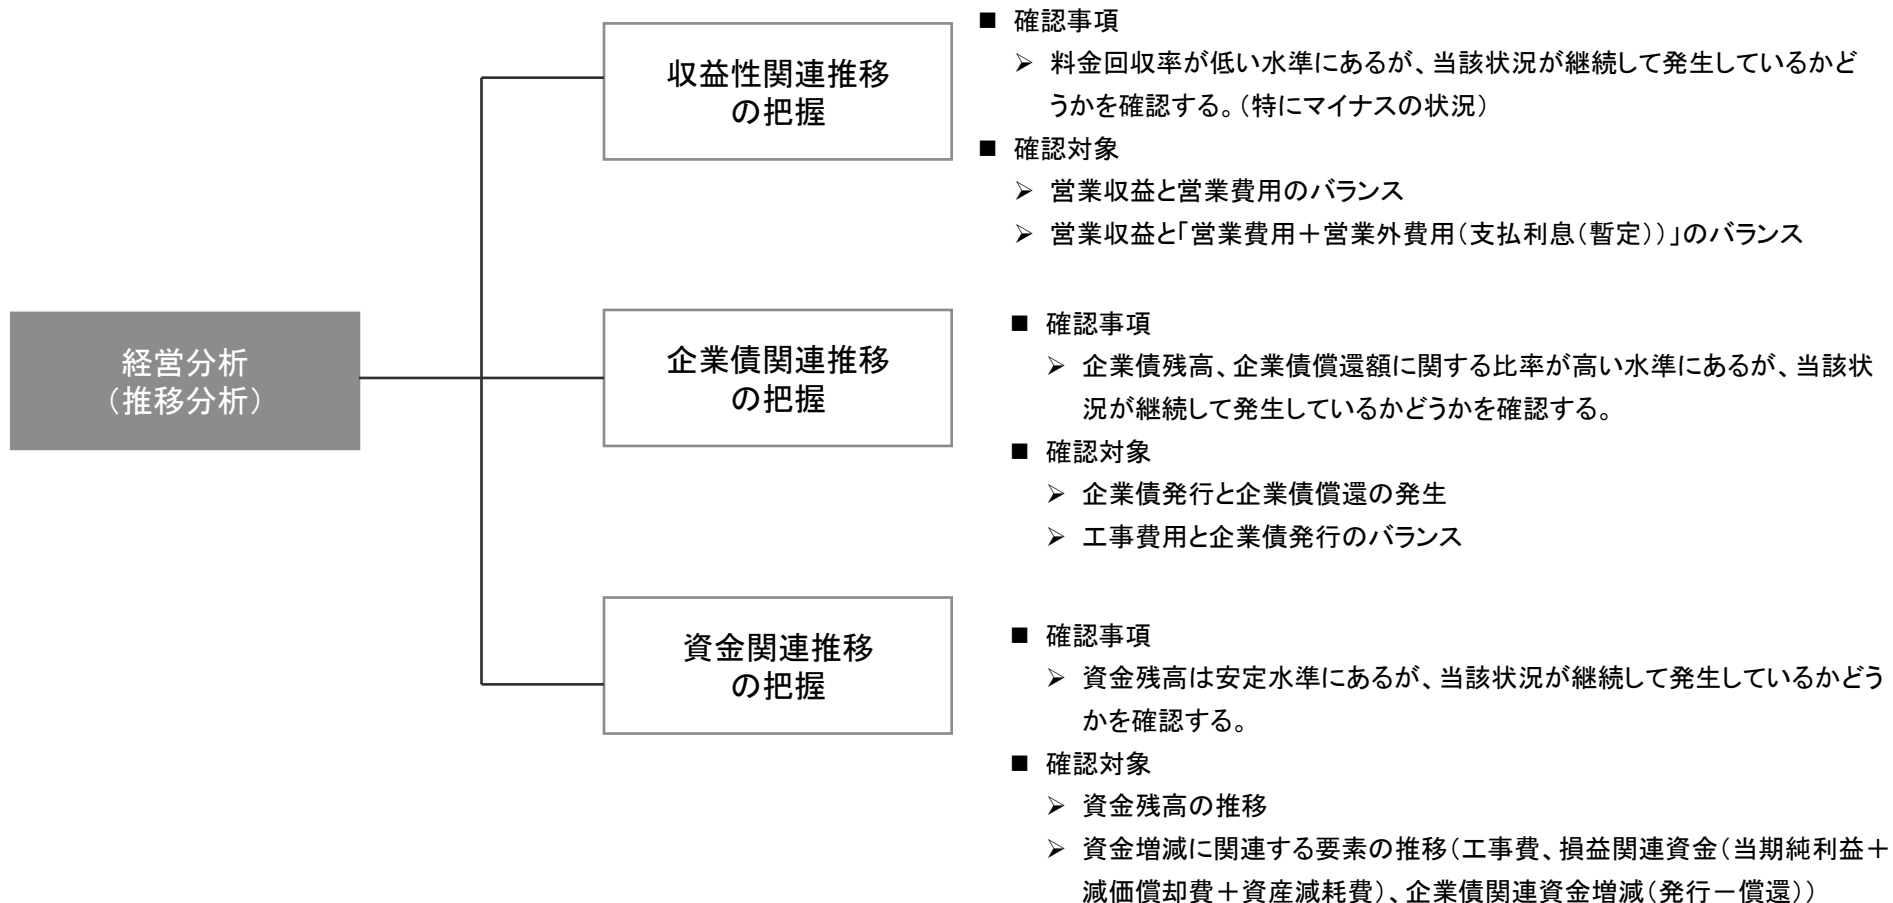 経営分析
（推移分析）
収益性関連推移
の把握
■ 確認事項
➢ 料金回収率が低い水準にあるが、当該状況が継続して発生しているかど
うかを確認する。（特にマイナスの状況）
■ 確認対象
➢ 営業収益と営業費用のバランス
➢ 営業収益と「営業費用＋営業外費用（支払利息（暫定））」のバランス
企業債関連推移
の把握
■ 確認事項
➢ 企業債残高、企業債償還額に関する比率が高い水準にあるが、当該状
況が継続して発生しているかどうかを確認する。
■ 確認対象
➢ 企業債発行と企業債償還の発生
➢ 工事費用と企業債発行のバランス
資金関連推移
の把握
■ 確認事項
➢ 資金残高は安定水準にあるが、当該状況が継続して発生しているかどう
かを確認する。
■ 確認対象
➢ 資金残高の推移
➢ 資金増減に関連する要素の推移（工事費、損益関連資金（当期純利益＋
減価償却費＋資産減耗費）、企業債関連資金増減（発行－償還））